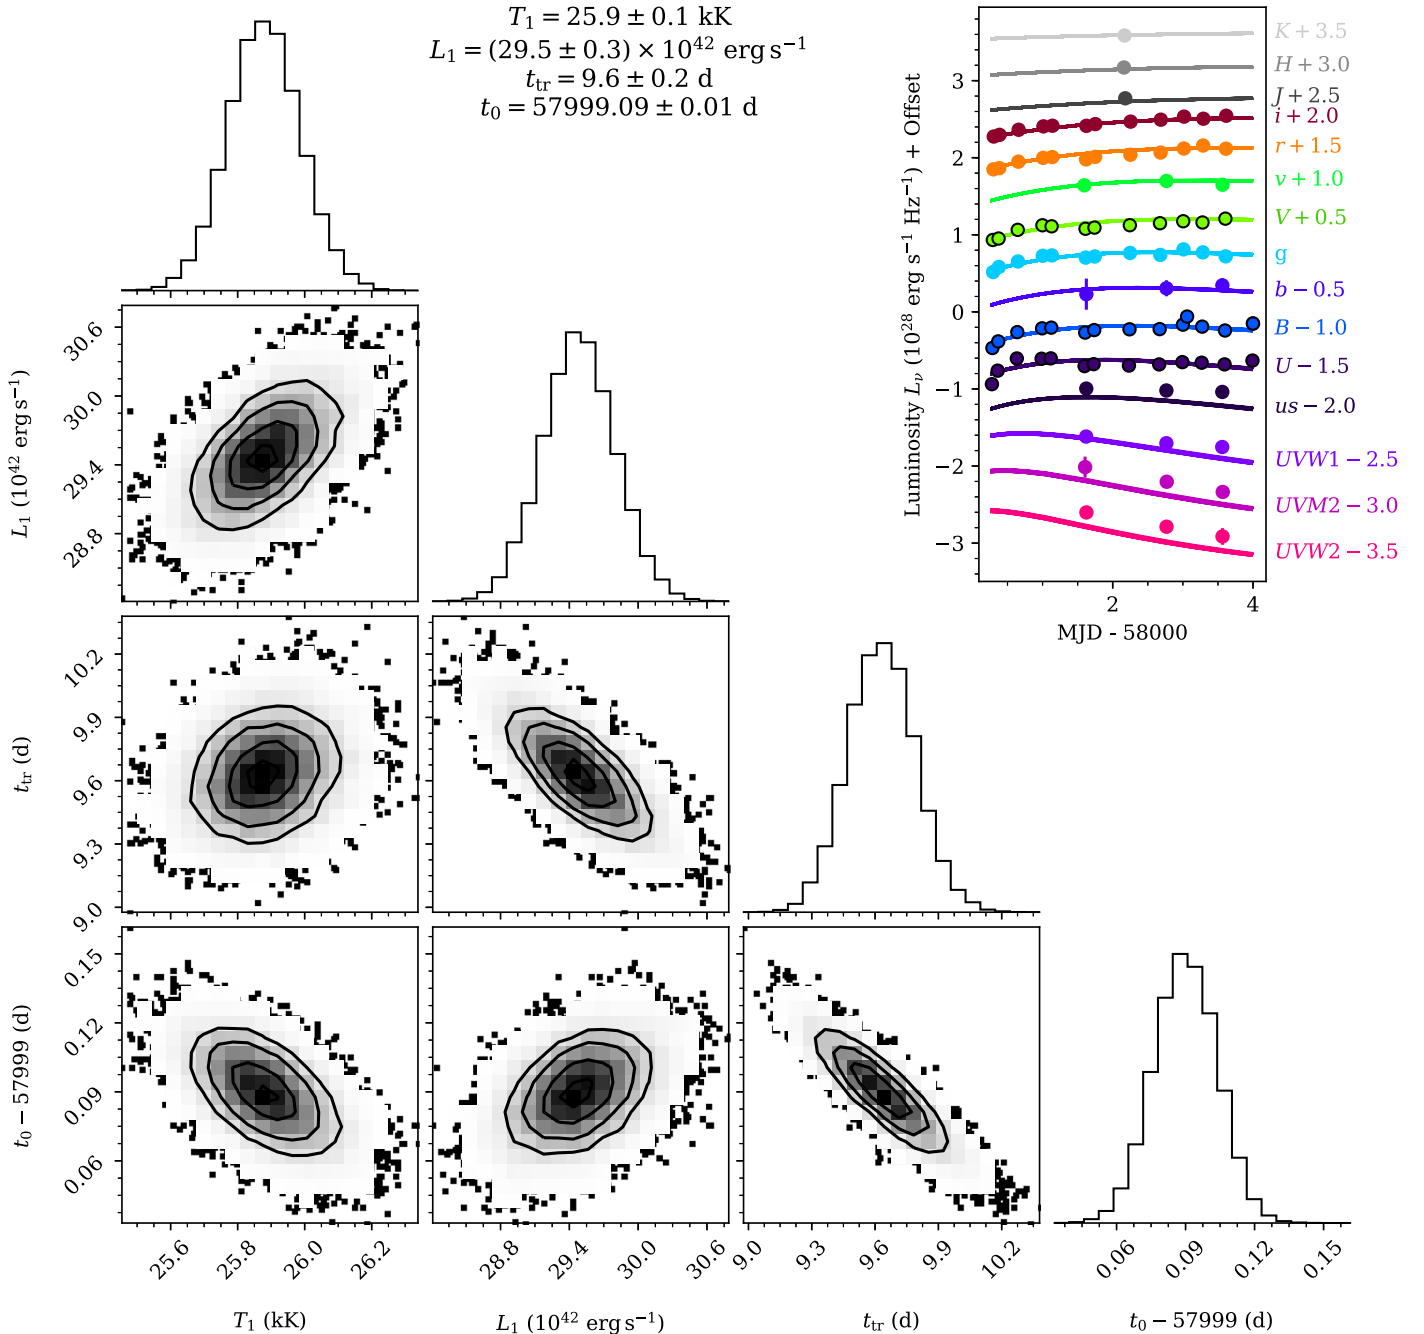 T₁ = 25.9 ± 0.1 kK
L₁ = (29.5 ± 0.3) × 10⁴² erg s⁻¹
t_tr = 9.6 ± 0.2 d
t₀ = 57999.09 ± 0.01 d
Luminosity L_ν (10²⁸ erg s⁻¹ Hz⁻¹) + Offset
3
2
1
0
−1
−2
−3
K + 3.5
H + 3.0
J + 2.5
i + 2.0
r + 1.5
v + 1.0
V + 0.5
g
b − 0.5
B − 1.0
U − 1.5
us − 2.0
UVW1 − 2.5
UVM2 − 3.0
UVW2 − 3.5
2
4
MJD - 58000
L₁ (10⁴² erg s⁻¹)
30.6
30.0
29.4
28.8
t_tr (d)
10.2
9.9
9.6
9.3
9.0
t₀ − 57999 (d)
0.15
0.12
0.09
0.06
25.6
25.8
26.0
26.2
T₁ (kK)
28.8
29.4
30.0
30.6
L₁ (10⁴² erg s⁻¹)
9.0
9.3
9.6
9.9
10.2
t_tr (d)
0.06
0.09
0.12
0.15
t₀ − 57999 (d)